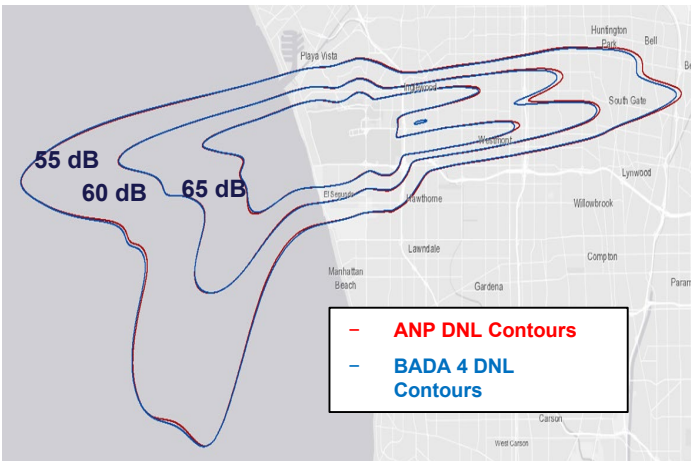 Huntington
Park
Bell
Playa Vista
Inglewood
South Gate
Westmont
55 dB
60 dB
65 dB
El Segundo
Hawthorne
Lynwood
Willowbrook
Lawndale
Compton
Manhattan
Beach
Gardena
Param
– ANP DNL Contours
– BADA 4 DNL
Contours
Carson
West Carson